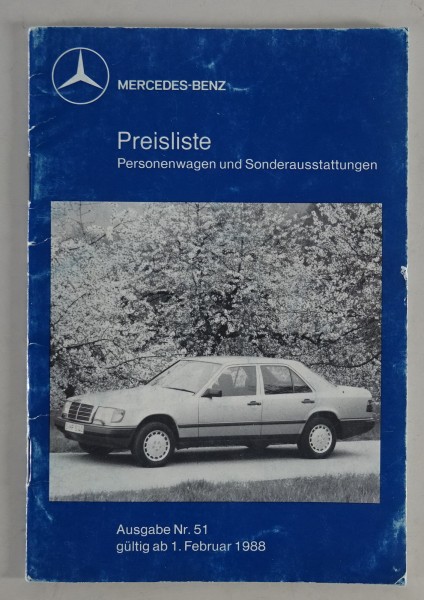 MERCEDES-BENZ
Preisliste
Personenwagen und Sonderausstattungen
Ausgabe Nr. 51
gültig ab 1. Februar 1988